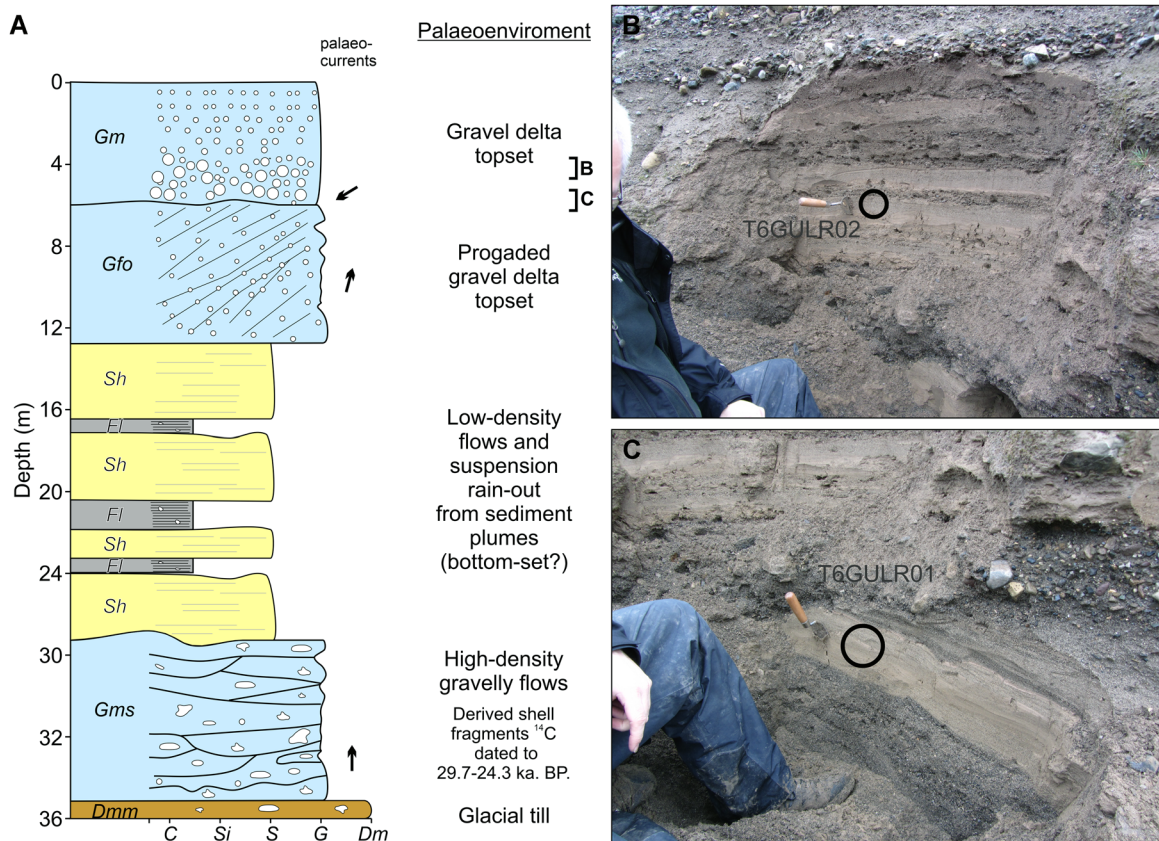 A
palaeo-
currents
Palaeoenviroment
0
4
8
12
16
20
24
30
32
36
Depth (m)
Gm
Gfo
Sh
Fl
Sh
Fl
Sh
Fl
Sh
Gms
Dmm
C
Si
S
G
Dm
Gravel delta
topset
B
C
Progaded
gravel delta
topset
Low-density
flows and
suspension
rain-out
from sediment
plumes
(bottom-set?)
High-density
gravelly flows
Derived shell
fragments ¹⁴C
dated to
29.7-24.3 ka. BP.
Glacial till
B
T6GULR02
C
T6GULR01